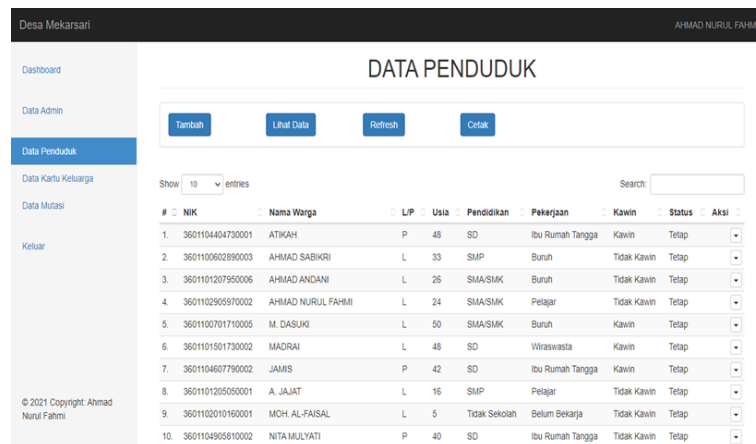 Desa Mekarsari
AHMAD NURUL FAHM
Dashboard
Data Admin
Data Penduduk
Data Kartu Keluarga
Data Mutasi
Keluar
© 2021 Copyright: Ahmad
Nurul Fahmi
DATA PENDUDUK
Tambah Lihat Data Refresh Cetak
Show 10 entries Search:
# NIK Nama Warga L/P Usia Pendidikan Pekerjaan Kawin Status Aksi
1. 3601104404730001 ATIKAH P 48 SD Ibu Rumah Tangga Kawin Tetap
2. 3601100602890003 AHMAD SABIKRI L 33 SMP Buruh Tidak Kawin Tetap
3. 3601101207950006 AHMAD ANDANI L 26 SMA/SMK Buruh Tidak Kawin Tetap
4. 3601102905970002 AHMAD NURUL FAHMI L 24 SMA/SMK Pelajar Tidak Kawin Tetap
5. 3601100701710005 M. DASUKI L 50 SMA/SMK Buruh Kawin Tetap
6. 3601101501730002 MADRAI L 48 SD Wiraswasta Kawin Tetap
7. 3601104607790002 JAMIS P 42 SD Ibu Rumah Tangga Kawin Tetap
8. 3601101205050001 A. JAJAT L 16 SMP Pelajar Tidak Kawin Tetap
9. 3601102010160001 MOH. AL-FAISAL L 5 Tidak Sekolah Belum Bekarja Tidak Kawin Tetap
10. 3601104905810002 NITA MULYATI P 40 SD Ibu Rumah Tangga Tidak Kawin Tetap